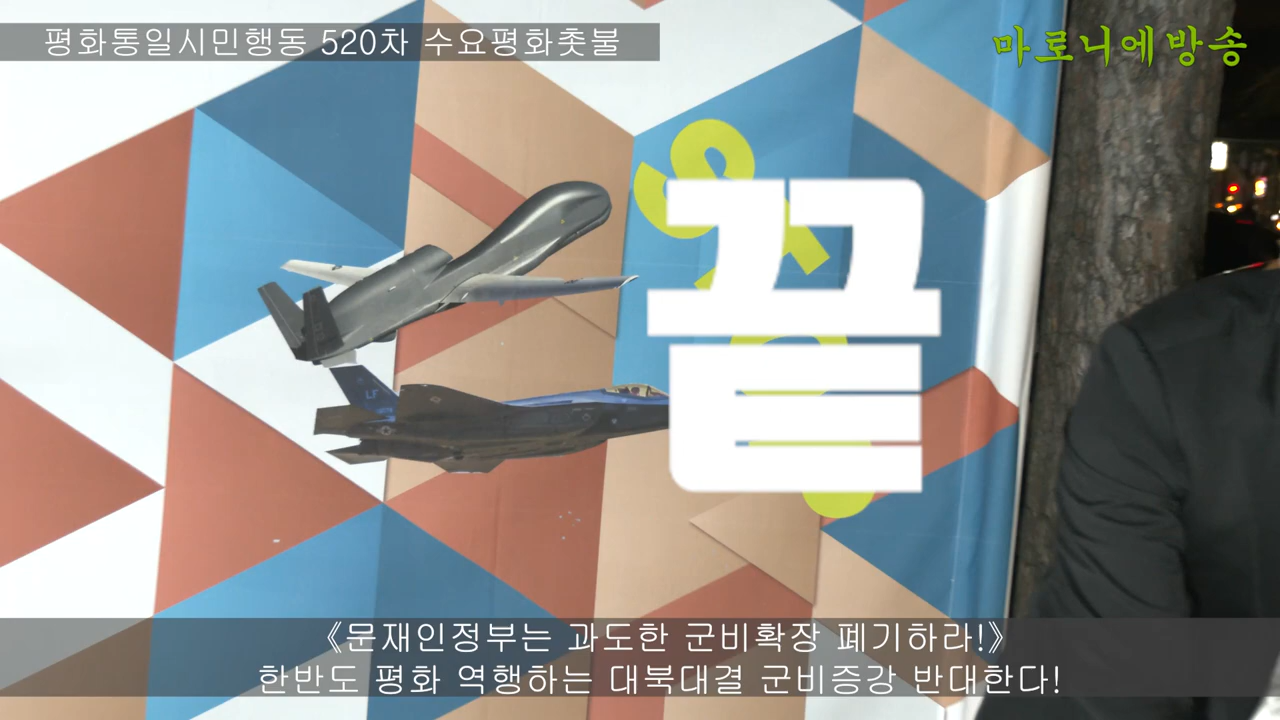 평화통일시민행동 520차 수요평화촛불
마로니에방송
끝
LF
《문재인정부는 과도한 군비확장 폐기하라!》
한반도 평화 역행하는 대북대결 군비증강 반대한다!